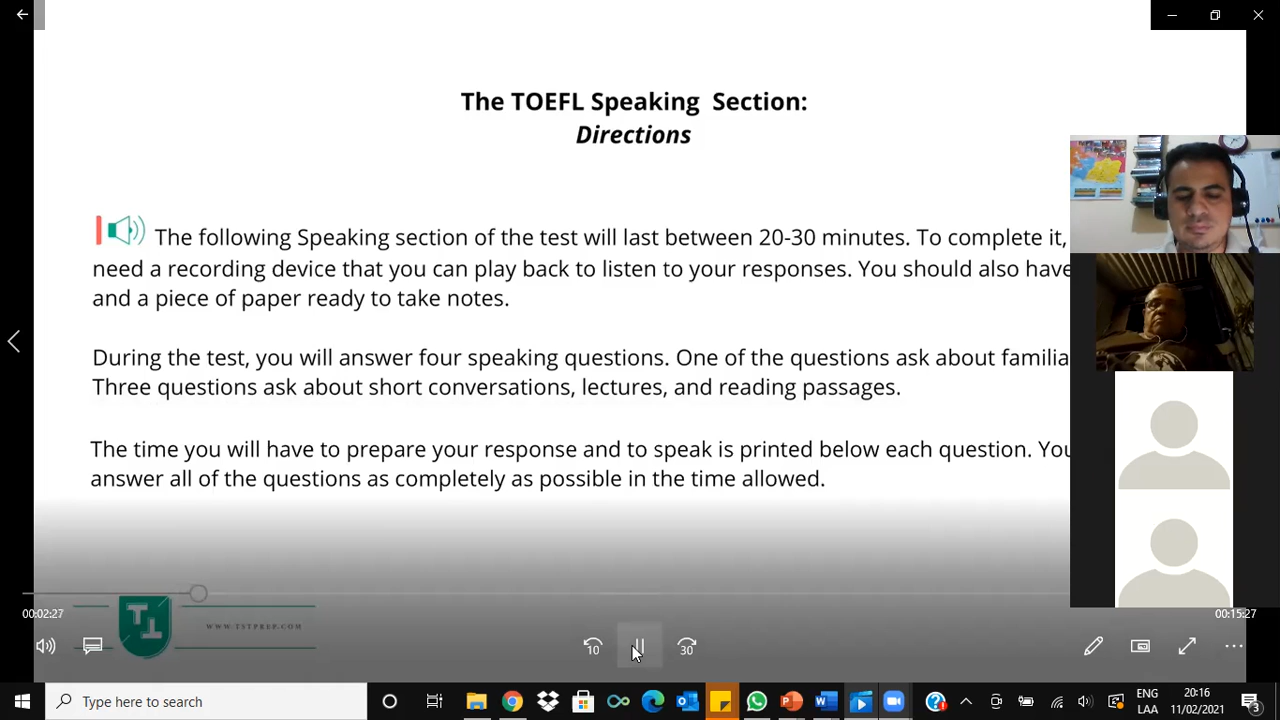 The TOEFL Speaking Section:
Directions
The following Speaking section of the test will last between 20-30 minutes. To complete it,
need a recording device that you can play back to listen to your responses. You should also have
and a piece of paper ready to take notes.
During the test, you will answer four speaking questions. One of the questions ask about familia
Three questions ask about short conversations, lectures, and reading passages.
The time you will have to prepare your response and to speak is printed below each question. You
answer all of the questions as completely as possible in the time allowed.
00:02:27
00:15:27
WWW.TSTPREP.COM
10
30
Type here to search
ENG
LAA
20:16
11/02/2021
3